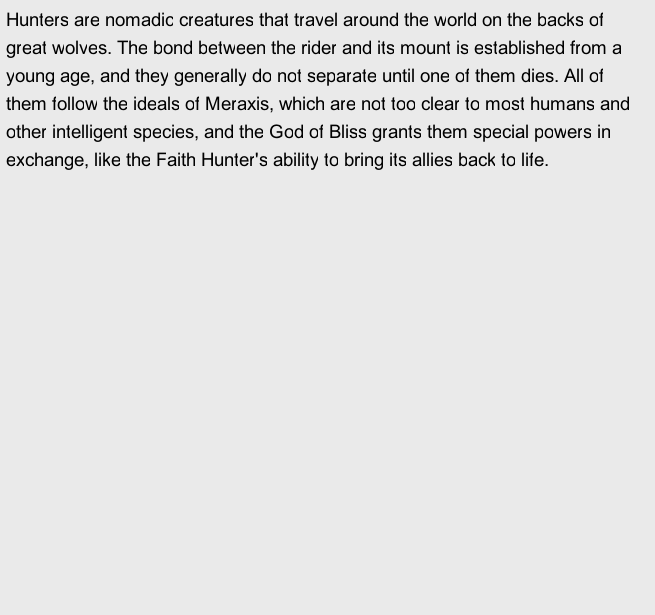 Hunters are nomadic creatures that travel around the world on the backs of
great wolves. The bond between the rider and its mount is established from a
young age, and they generally do not separate until one of them dies. All of
them follow the ideals of Meraxis, which are not too clear to most humans and
other intelligent species, and the God of Bliss grants them special powers in
exchange, like the Faith Hunter's ability to bring its allies back to life.